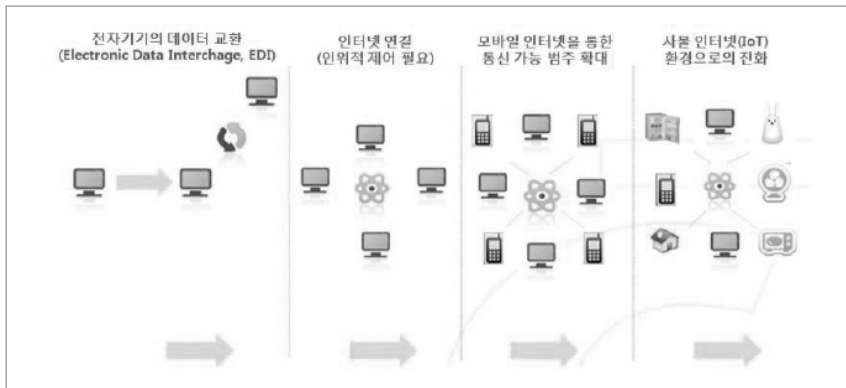 전자기기의 데이터 교환
(Electronic Data Interchage, EDI)
인터넷 연결
(인위적 제어 필요)
모바일 인터넷을 통한
통신 가능 범주 확대
사물 인터넷(IoT)
환경으로의 진화